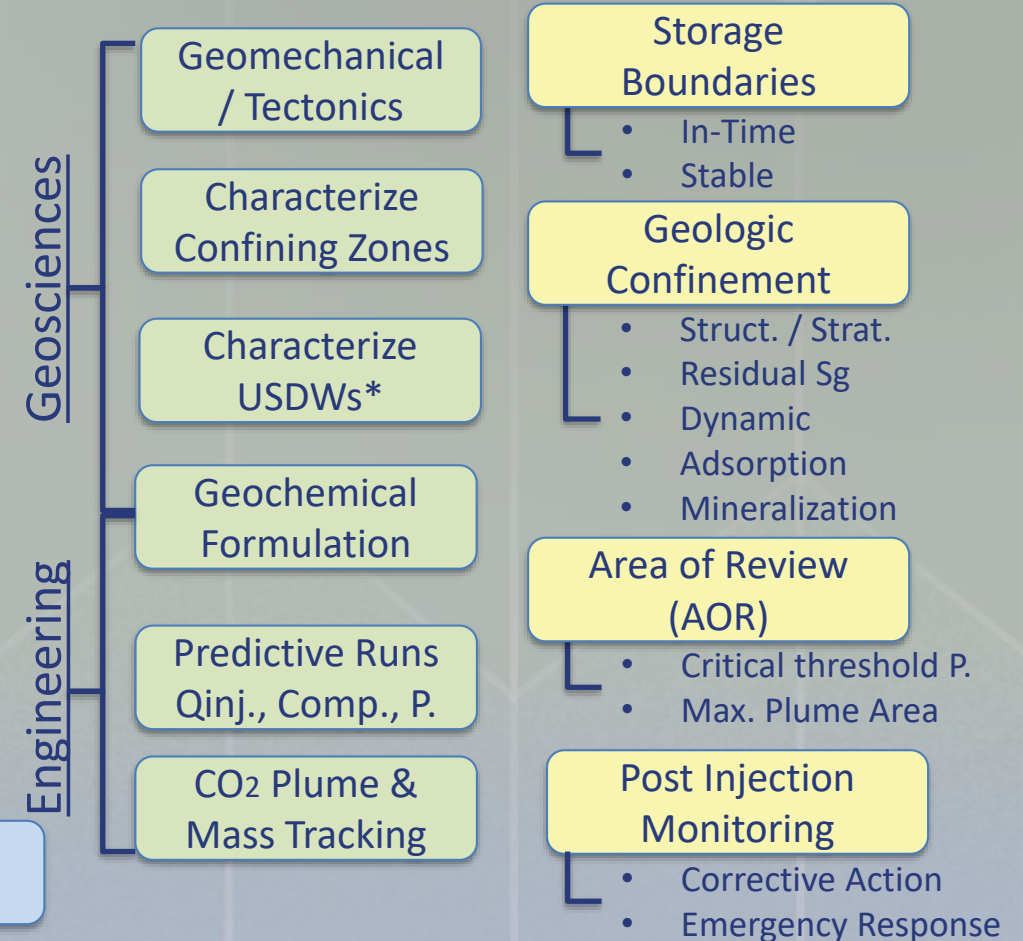 Geosciences
Geomechanical
/ Tectonics
Characterize
Confining Zones
Characterize
USDWs*
Geochemical
Formulation
Engineering
Predictive Runs
Qinj., Comp., P.
CO2 Plume &
Mass Tracking
Storage
Boundaries
• In-Time
• Stable
Geologic
Confinement
• Struct. / Strat.
• Residual Sg
• Dynamic
• Adsorption
• Mineralization
Area of Review
(AOR)
• Critical threshold P.
• Max. Plume Area
Post Injection
Monitoring
• Corrective Action
• Emergency Response